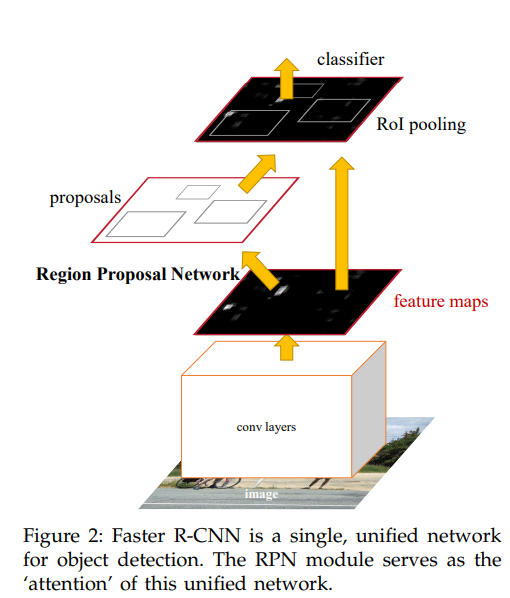 classifier
RoI pooling
proposals
Region Proposal Network
feature maps
conv layers
image
Figure 2: Faster R-CNN is a single, unified network
for object detection. The RPN module serves as the
‘attention’ of this unified network.